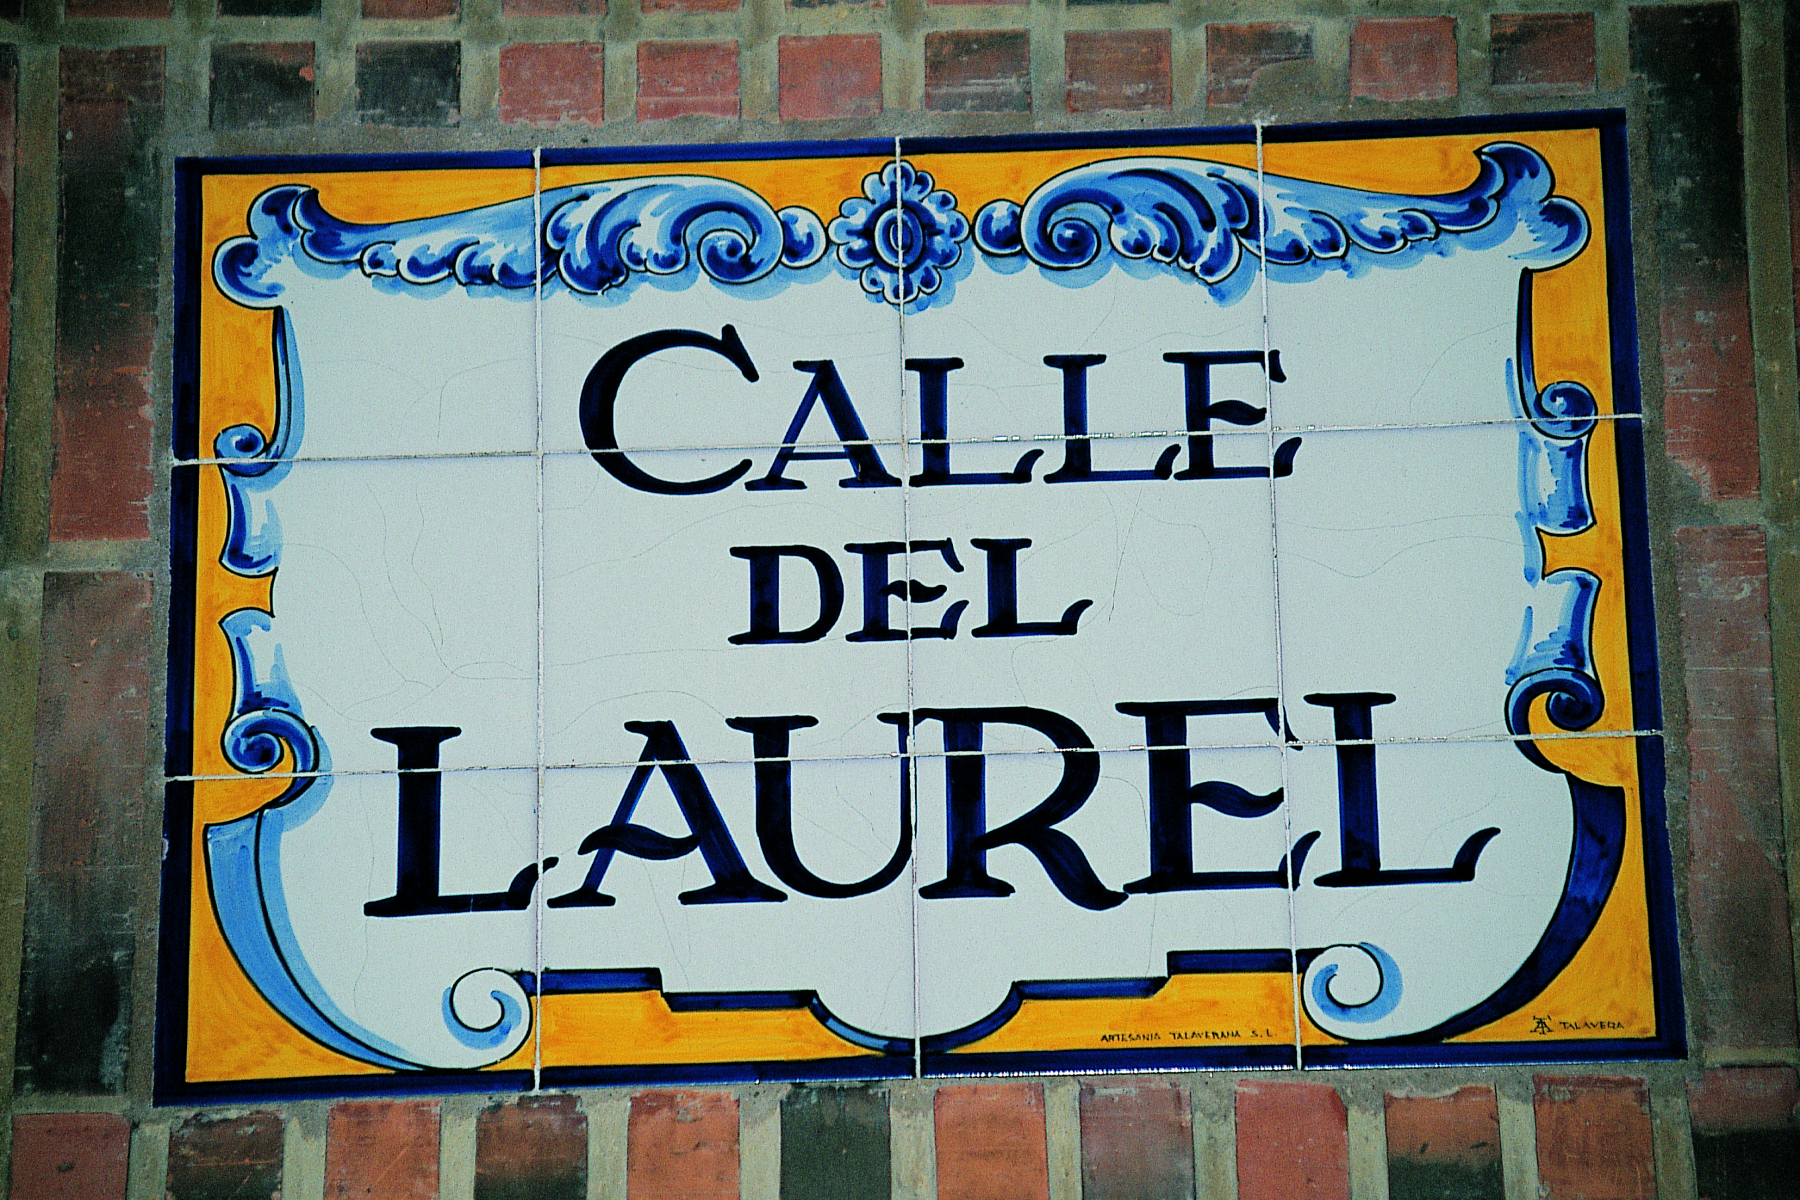 CALLE
DEL
LAUREL
ARTESANIA TALAVERANA S. L.
TALAVERA